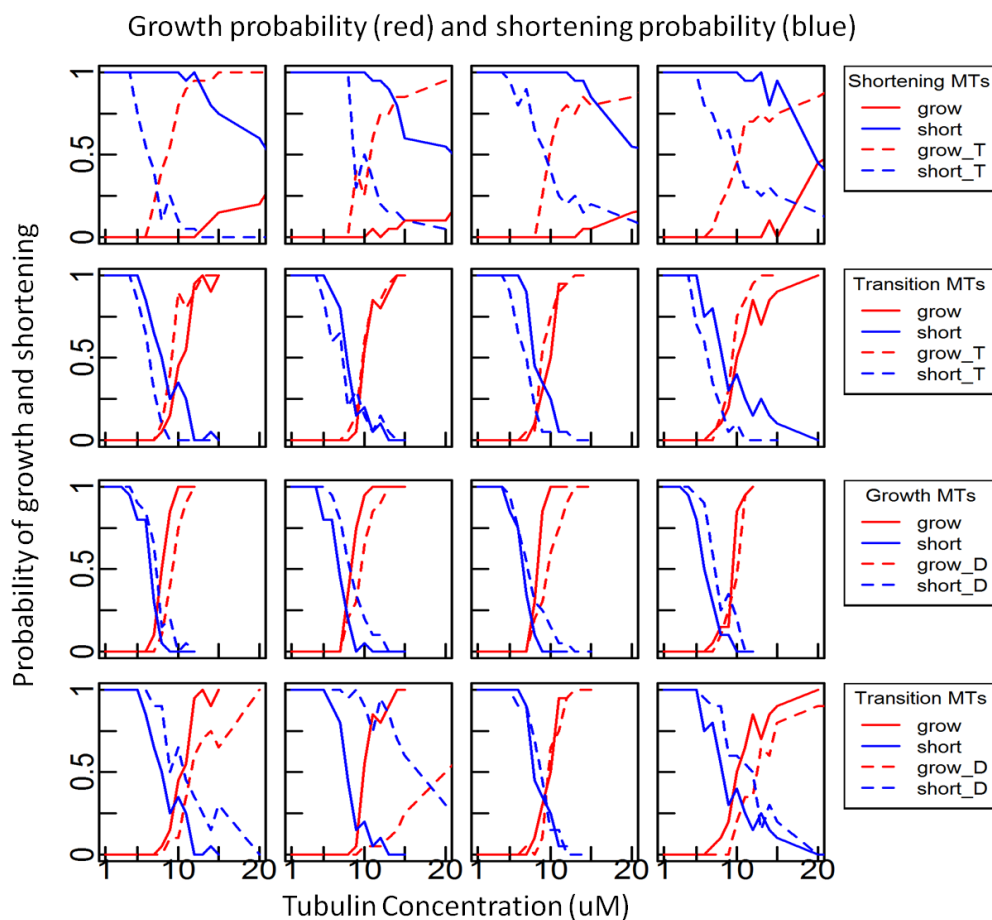 Growth probability (red) and shortening probability (blue)
Probability of growth and shortening
0 0.5 1
Shortening MTs
grow
short
grow_T
short_T
0 0.5 1
Transition MTs
grow
short
grow_T
short_T
0 0.5 1
Growth MTs
grow
short
grow_D
short_D
0 0.5 1
Transition MTs
grow
short
grow_D
short_D
1 10 20 1 10 20 1 10 20 1 10 20
Tubulin Concentration (uM)